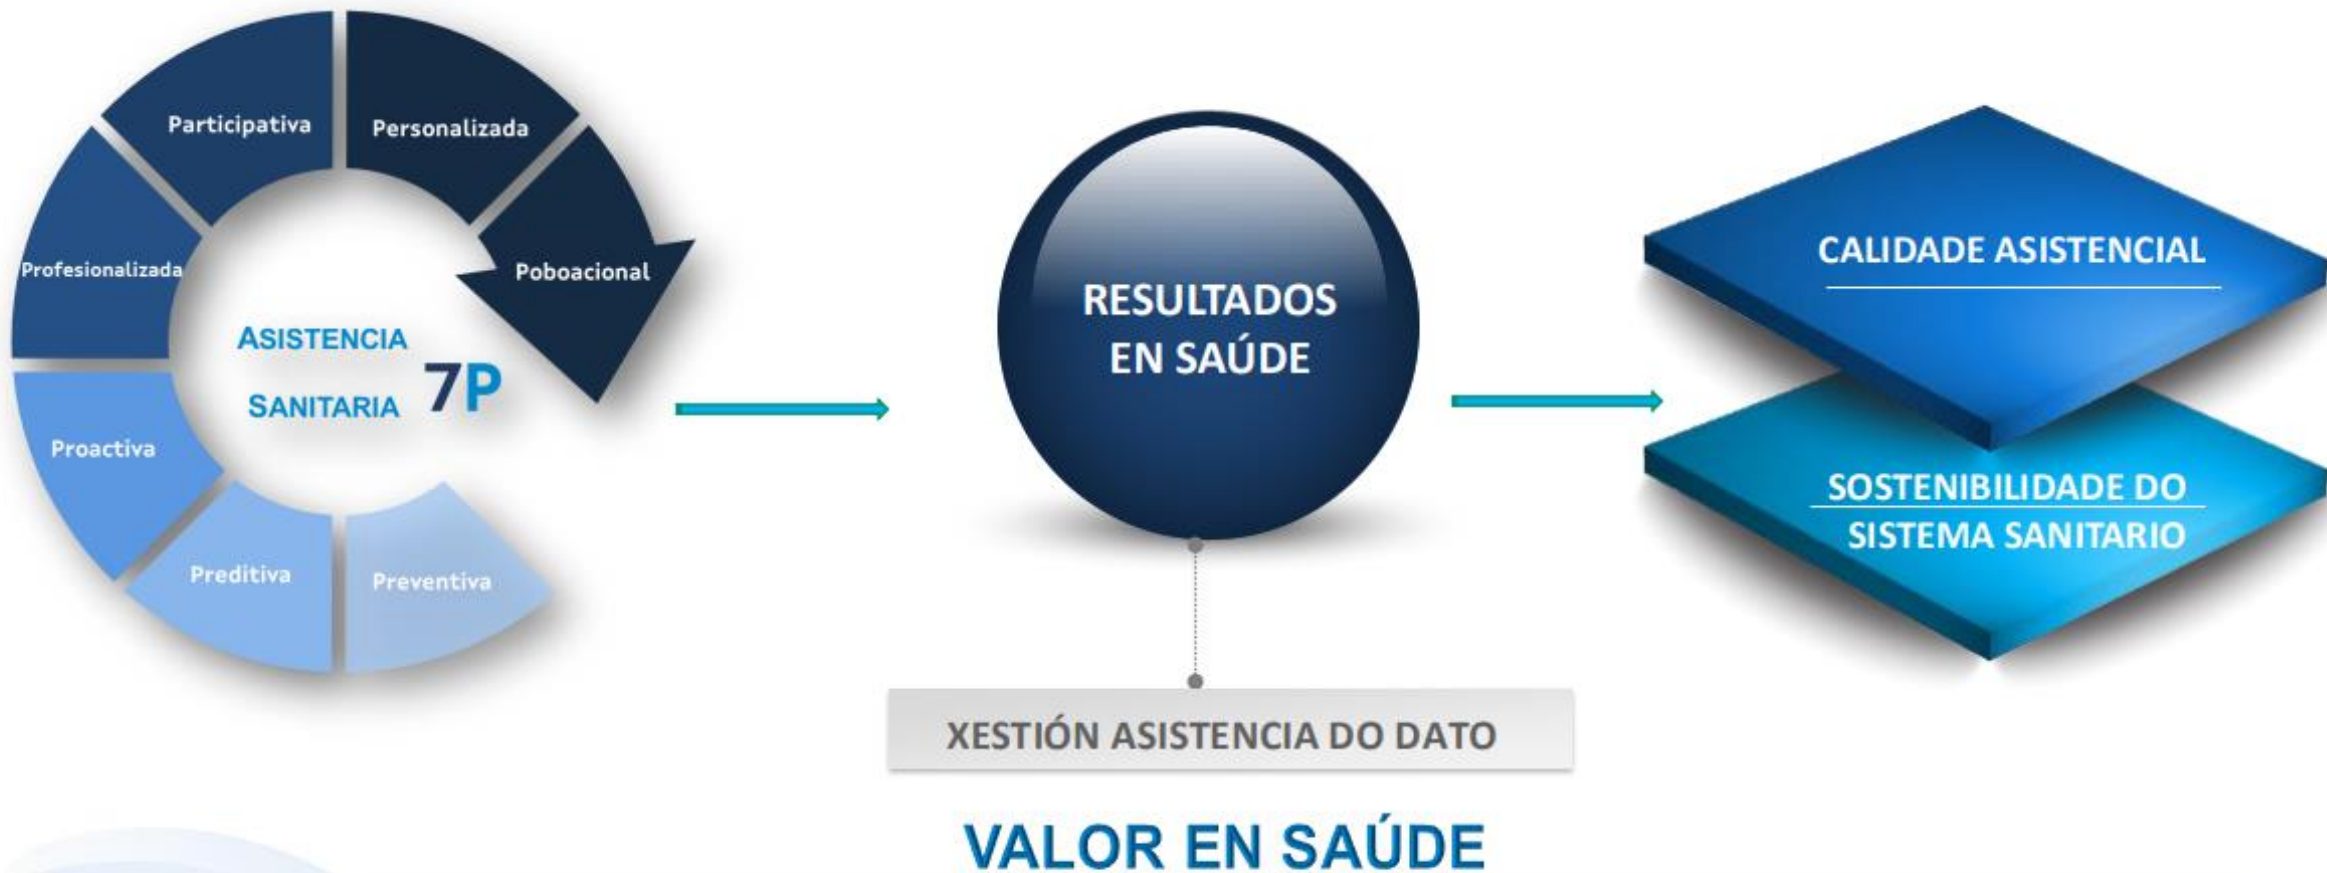 Participativa
Personalizada
Profesionalizada
Poboacional
ASISTENCIA
SANITARIA 7P
Proactiva
Preditiva
Preventiva
RESULTADOS
EN SAÚDE
CALIDADE ASISTENCIAL
SOSTENIBILIDADE DO
SISTEMA SANITARIO
XESTIÓN ASISTENCIA DO DATO
VALOR EN SAÚDE